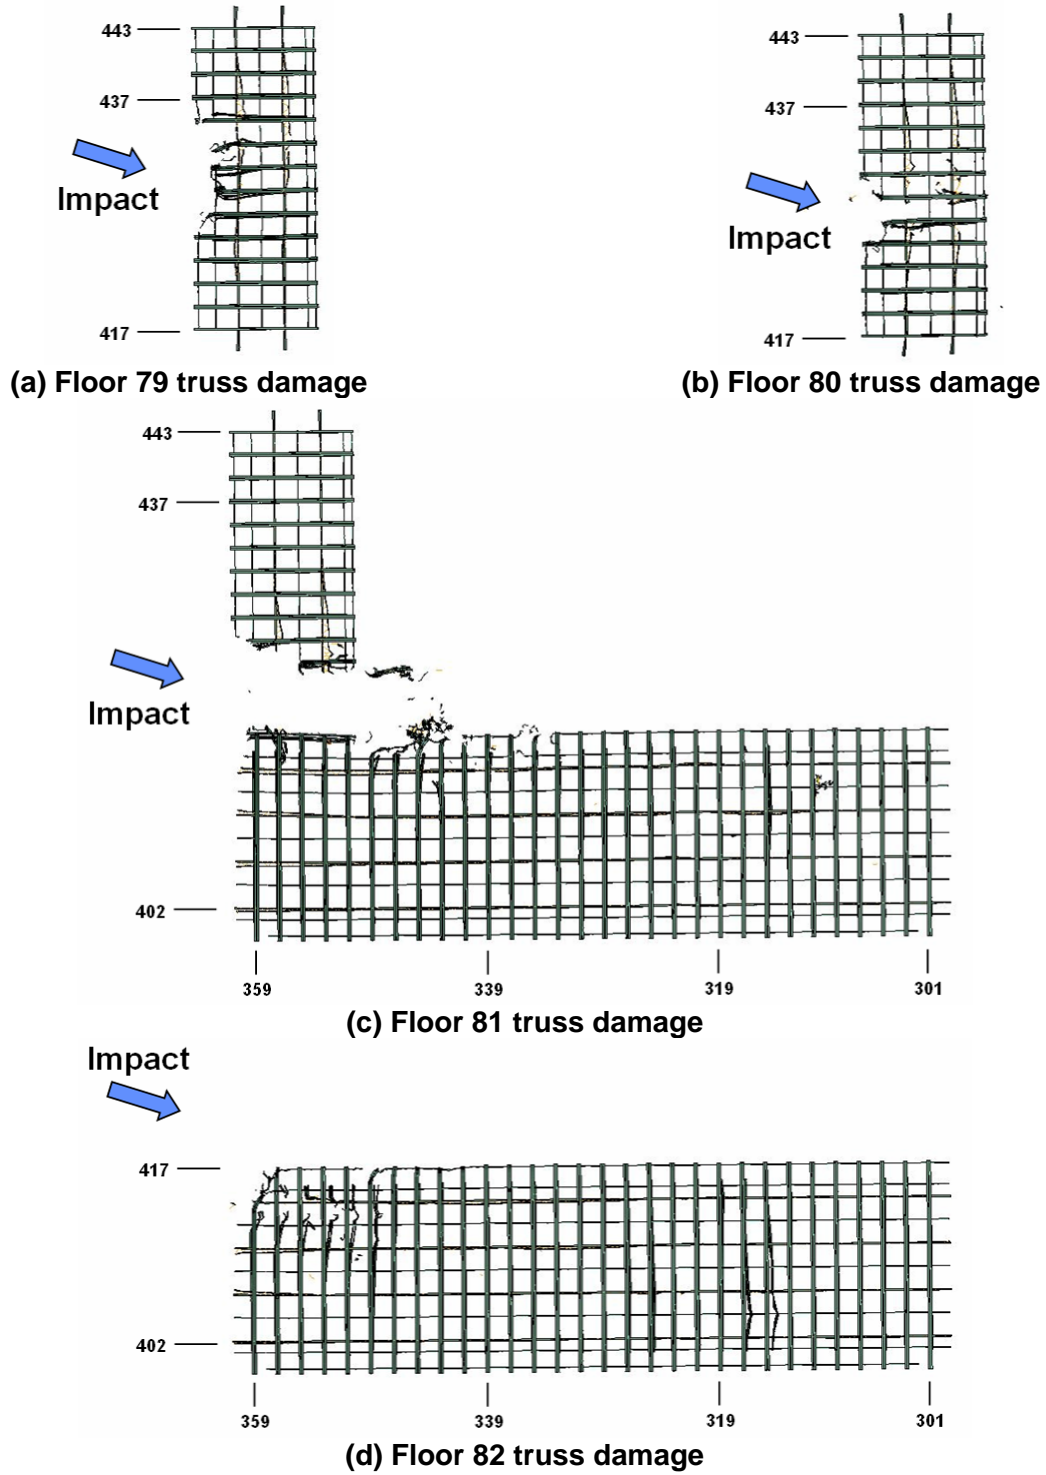 443
437
Impact
417
(a) Floor 79 truss damage
443
437
Impact
417
(b) Floor 80 truss damage
443
437
Impact
402
359 339 319 301
(c) Floor 81 truss damage
Impact
417
402
359 339 319 301
(d) Floor 82 truss damage